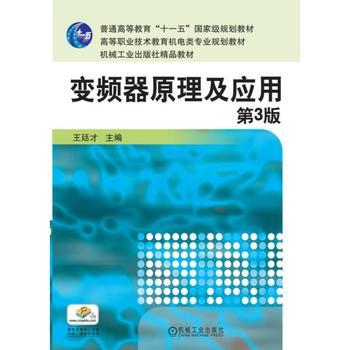 普通高等教育“十一五”国家级规划教材
高等职业技术教育机电类专业规划教材
机械工业出版社精品教材
变频器原理及应用
第3版
王廷才 主编
www.cmpedu.com
机械工业出版社
CHINA MACHINE PRESS